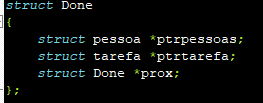 struct Done
{
struct pessoa *ptrpessoas;
struct tarefa *ptrtarefa;
struct Done *prox;
};